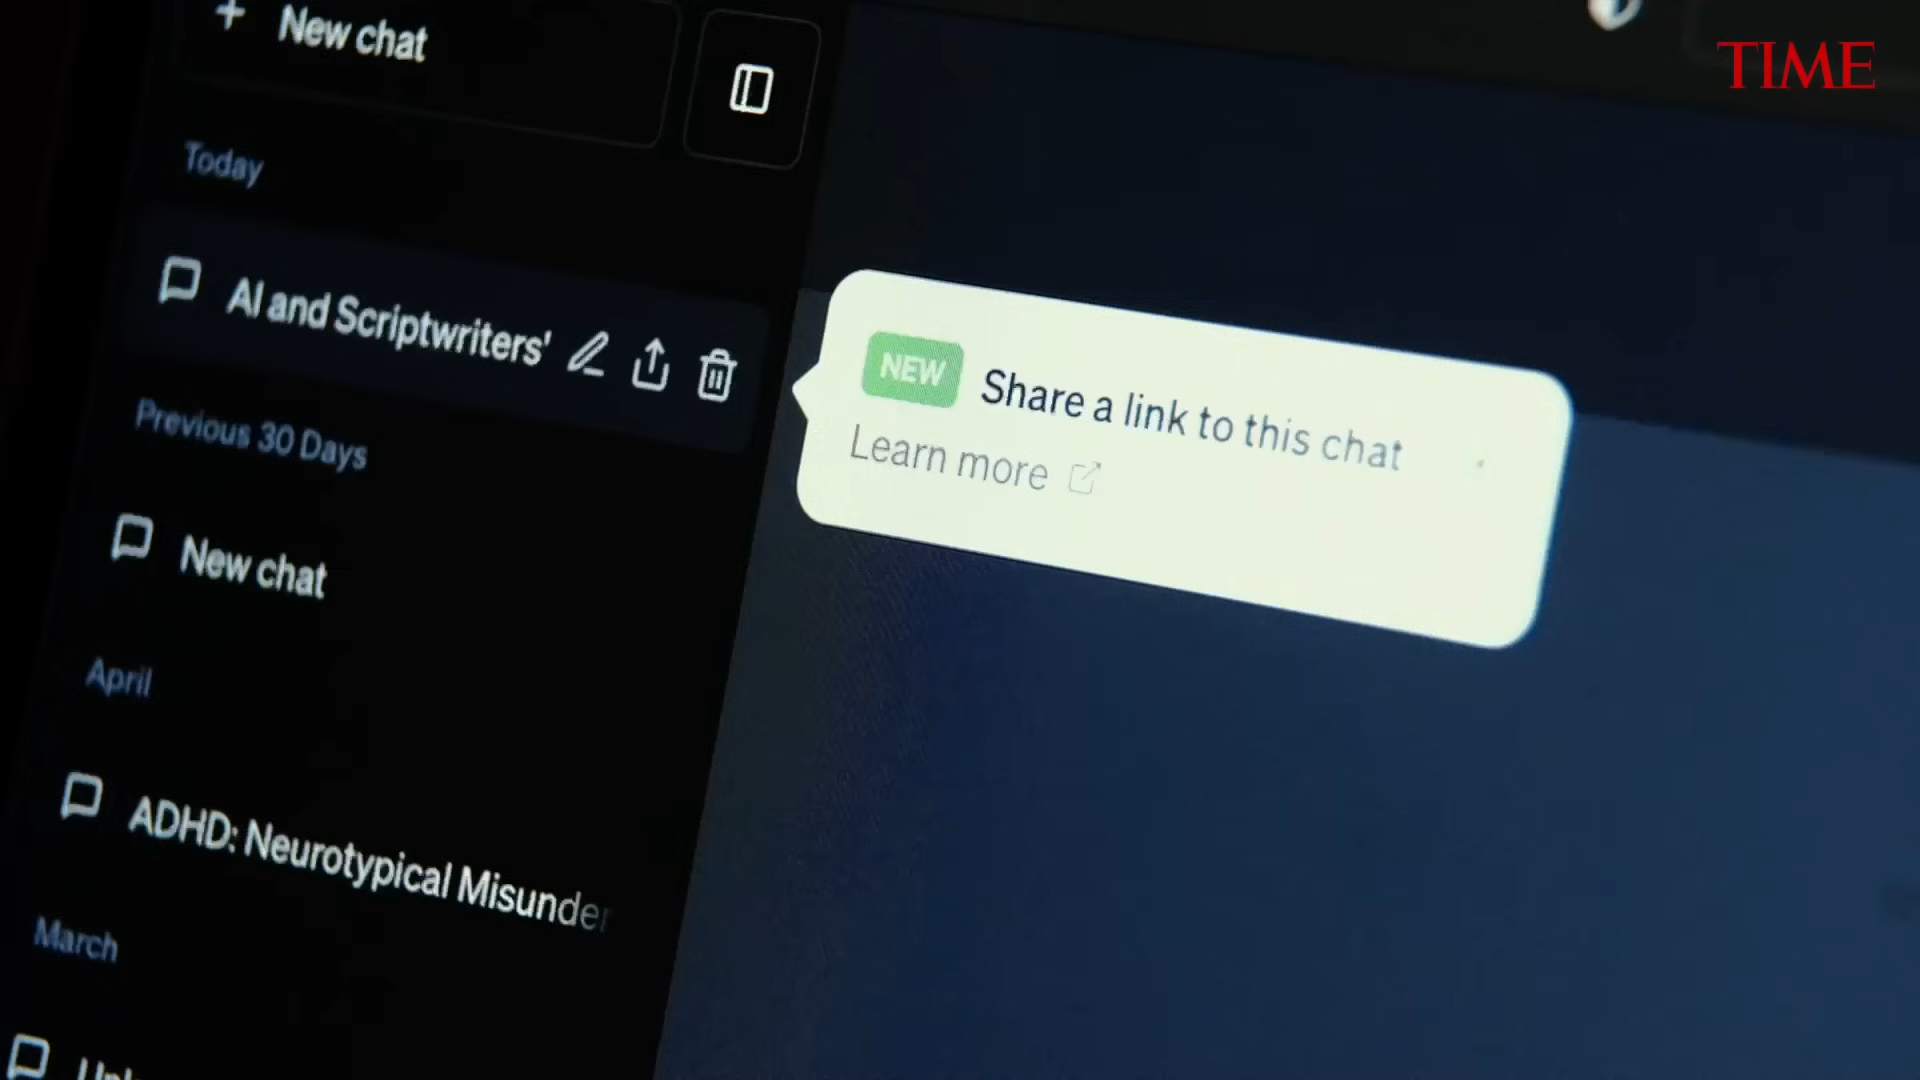 New chat
TIME
Today
AI and Scriptwriters'
NEW Share a link to this chat
Learn more
Previous 30 Days
New chat
April
ADHD: Neurotypical Misunder
March